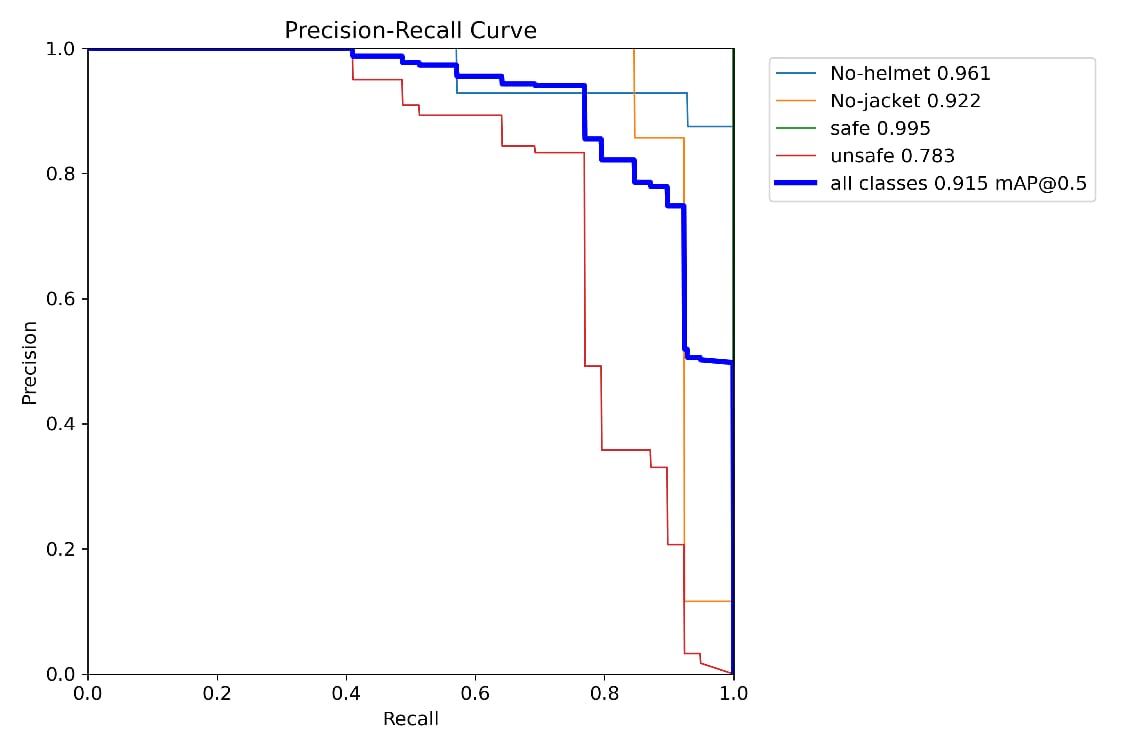 Precision-Recall Curve
1.0
0.8
0.6
0.4
0.2
0.0
Precision
0.0 0.2 0.4 0.6 0.8 1.0
Recall
No-helmet 0.961
No-jacket 0.922
safe 0.995
unsafe 0.783
all classes 0.915 mAP@0.5